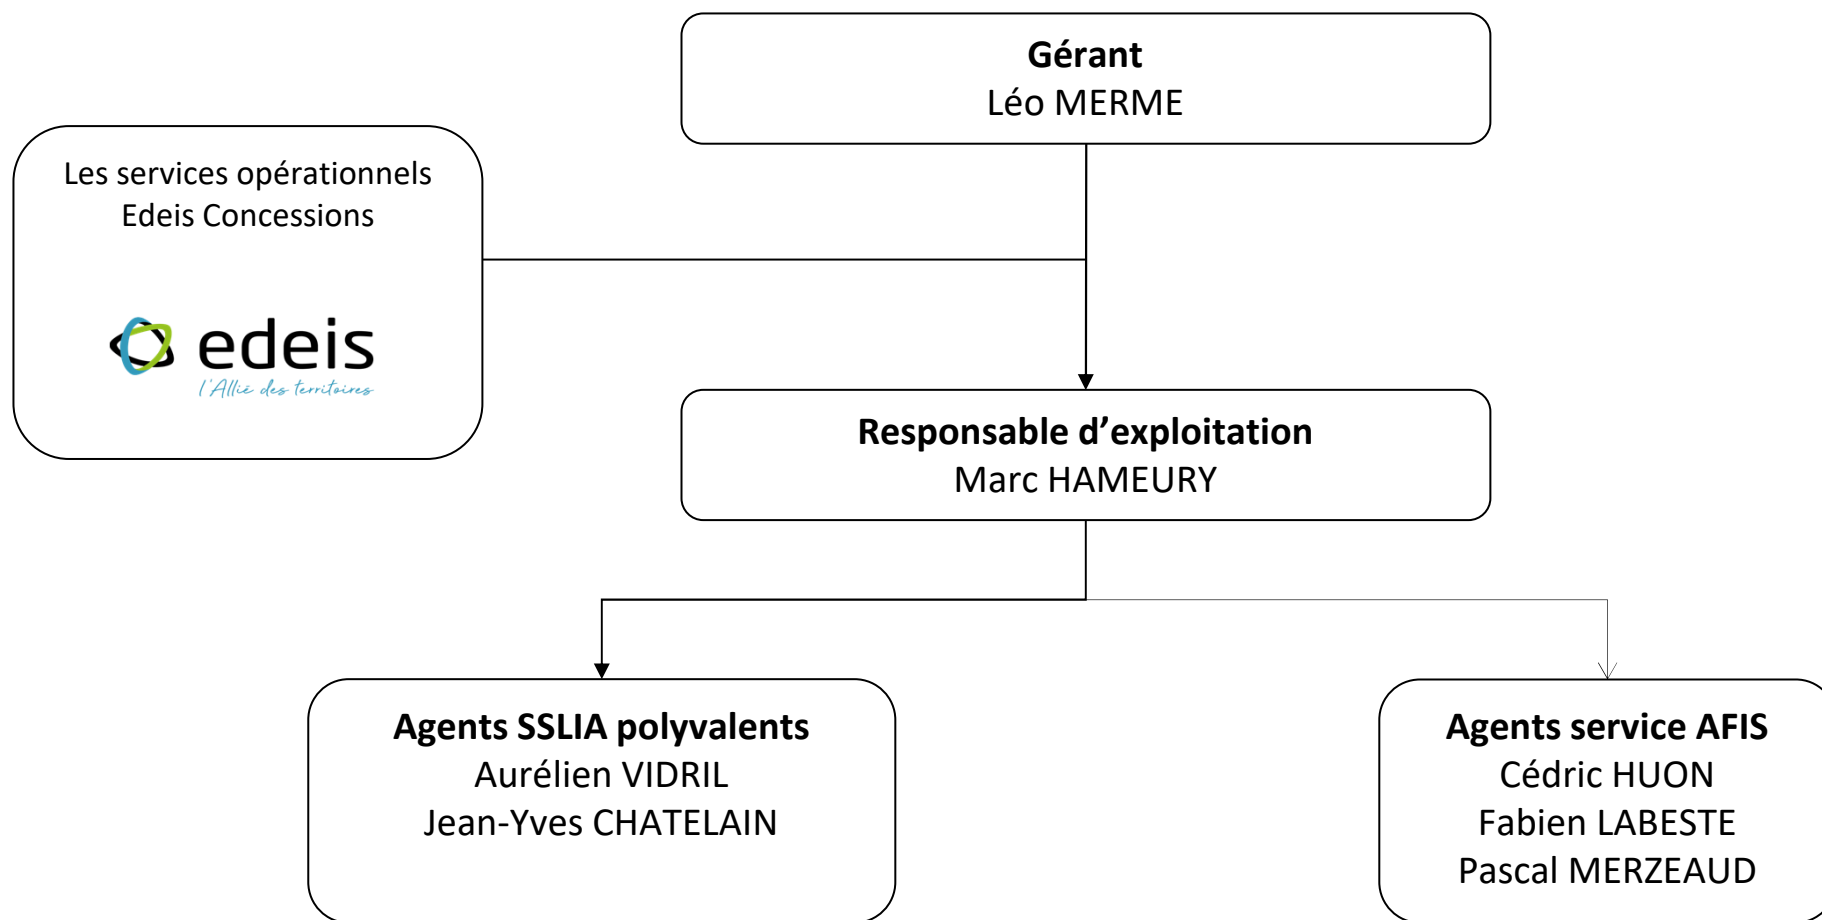 Gérant
Léo MERME
Les services opérationnels
Edeis Concessions
edeis
l'Allié des territoires
Responsable d’exploitation
Marc HAMEURY
Agents SSLIA polyvalents
Aurélien VIDRIL
Jean-Yves CHATELAIN
Agents service AFIS
Cédric HUON
Fabien LABESTE
Pascal MERZEAUD